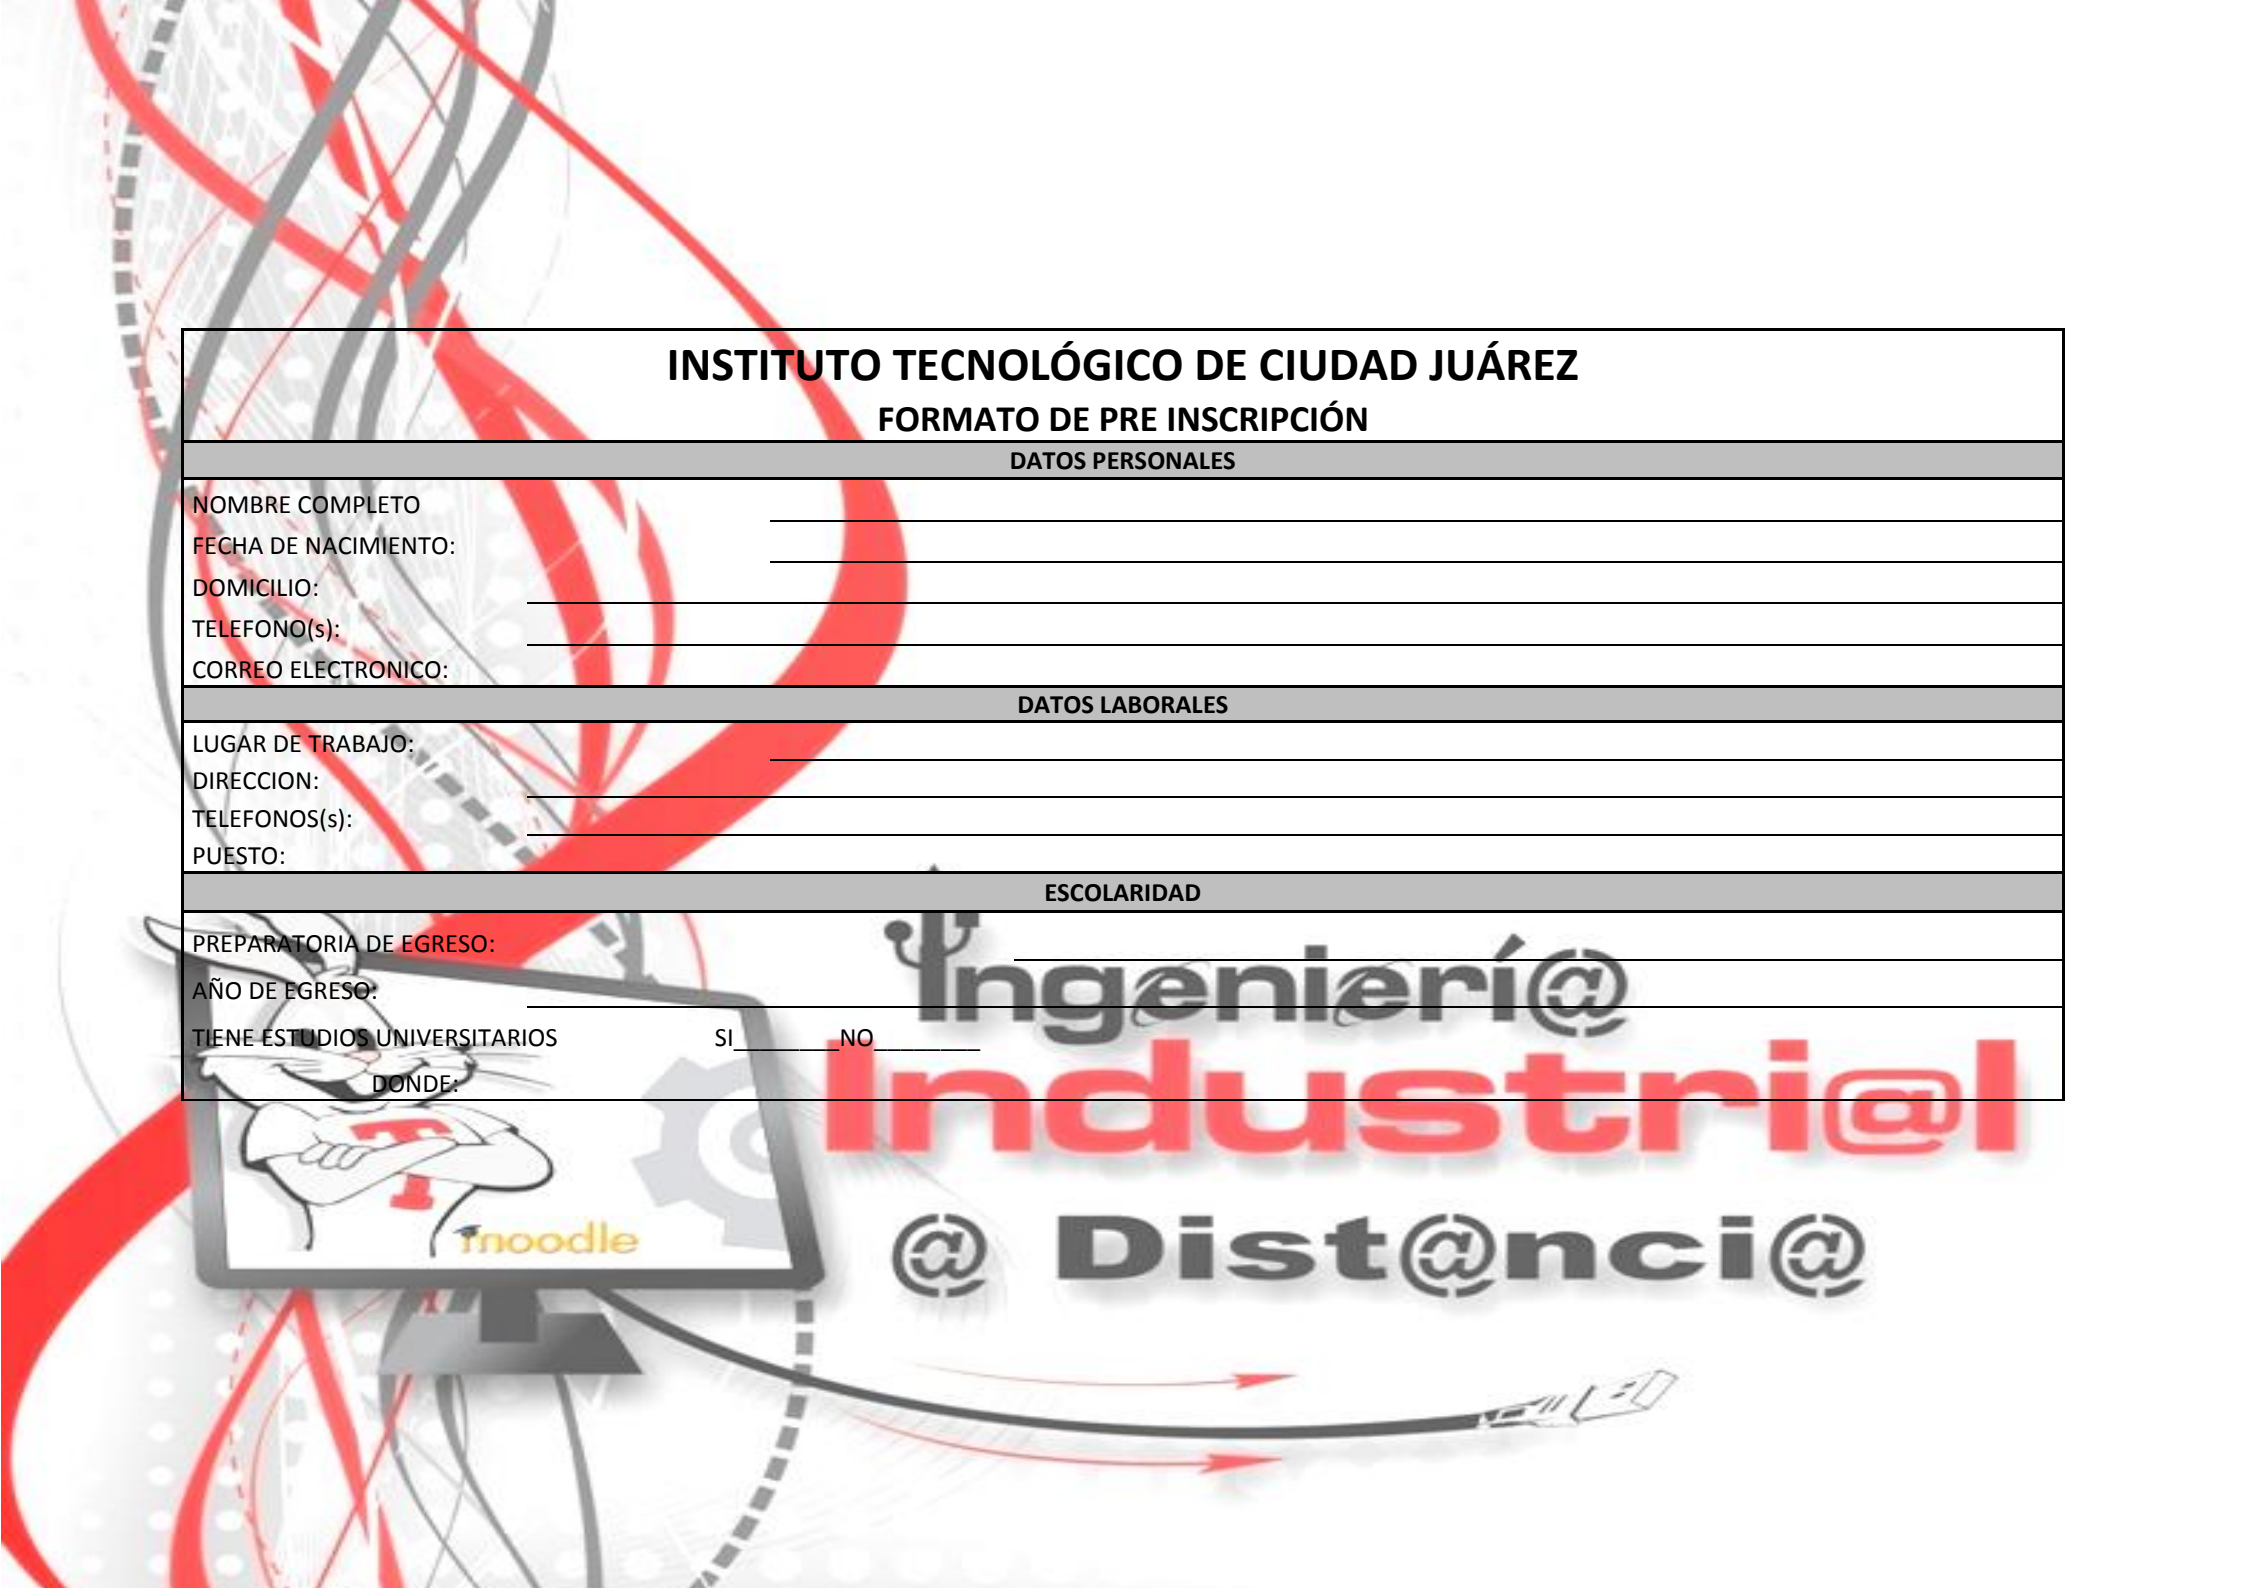 INSTITUTO TECNOLÓGICO DE CIUDAD JUÁREZ
FORMATO DE PRE INSCRIPCIÓN
DATOS PERSONALES
NOMBRE COMPLETO
FECHA DE NACIMIENTO:
DOMICILIO:
TELEFONO(s):
CORREO ELECTRONICO:
DATOS LABORALES
LUGAR DE TRABAJO:
DIRECCION:
TELEFONOS(s):
PUESTO:
ESCOLARIDAD
PREPARATORIA DE EGRESO:
AÑO DE EGRESO:
TIENE ESTUDIOS UNIVERSITARIOS SI________NO________
DONDE:
Ingenierí@
Industri@l
@ Dist@nci@
T
moodle